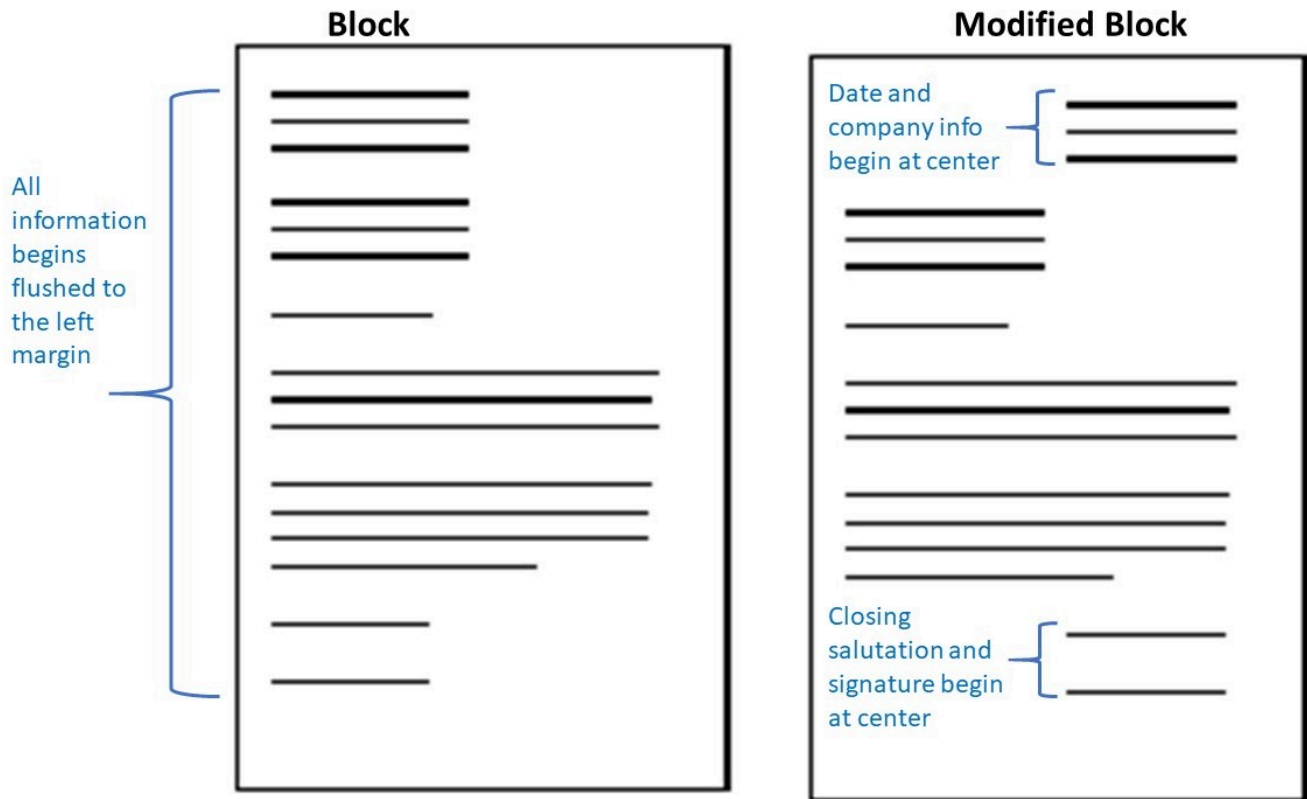 Block
All
information
begins
flushed to
the left
margin
Modified Block
Date and
company info
begin at center
Closing
salutation and
signature begin
at center